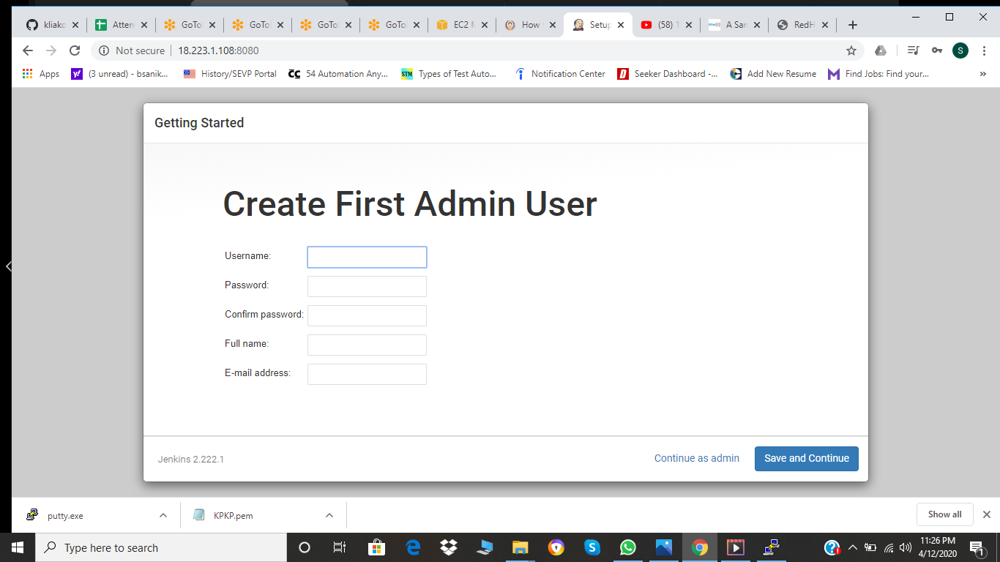 kliako
Atten
GoTo
GoTo
GoTo
GoTo
EC2 M
How
Setup
(58) 1
mw[i]
A San
RedH
Not secure
18.223.1.108:8080
S
Apps
(3 unread) - bsanik...
History/SEVP Portal
54 Automation Any...
STM
Types of Test Auto...
Notification Center
Seeker Dashboard -...
Add New Resume
Find Jobs: Find your...
»
Getting Started
Create First Admin User
Username:
Password:
Confirm password:
Full name:
E-mail address:
Jenkins 2.222.1
Continue as admin
Save and Continue
putty.exe
KPKP.pem
Show all
Type here to search
11:26 PM
4/12/2020
1